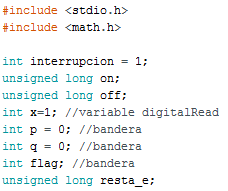 #include <stdio.h>
#include <math.h>
int interrupcion = 1;
unsigned long on;
unsigned long off;
int x=1; //variable digitalRead
int p = 0; //bandera
int q = 0; //bandera
int flag; //bandera
unsigned long resta_e;